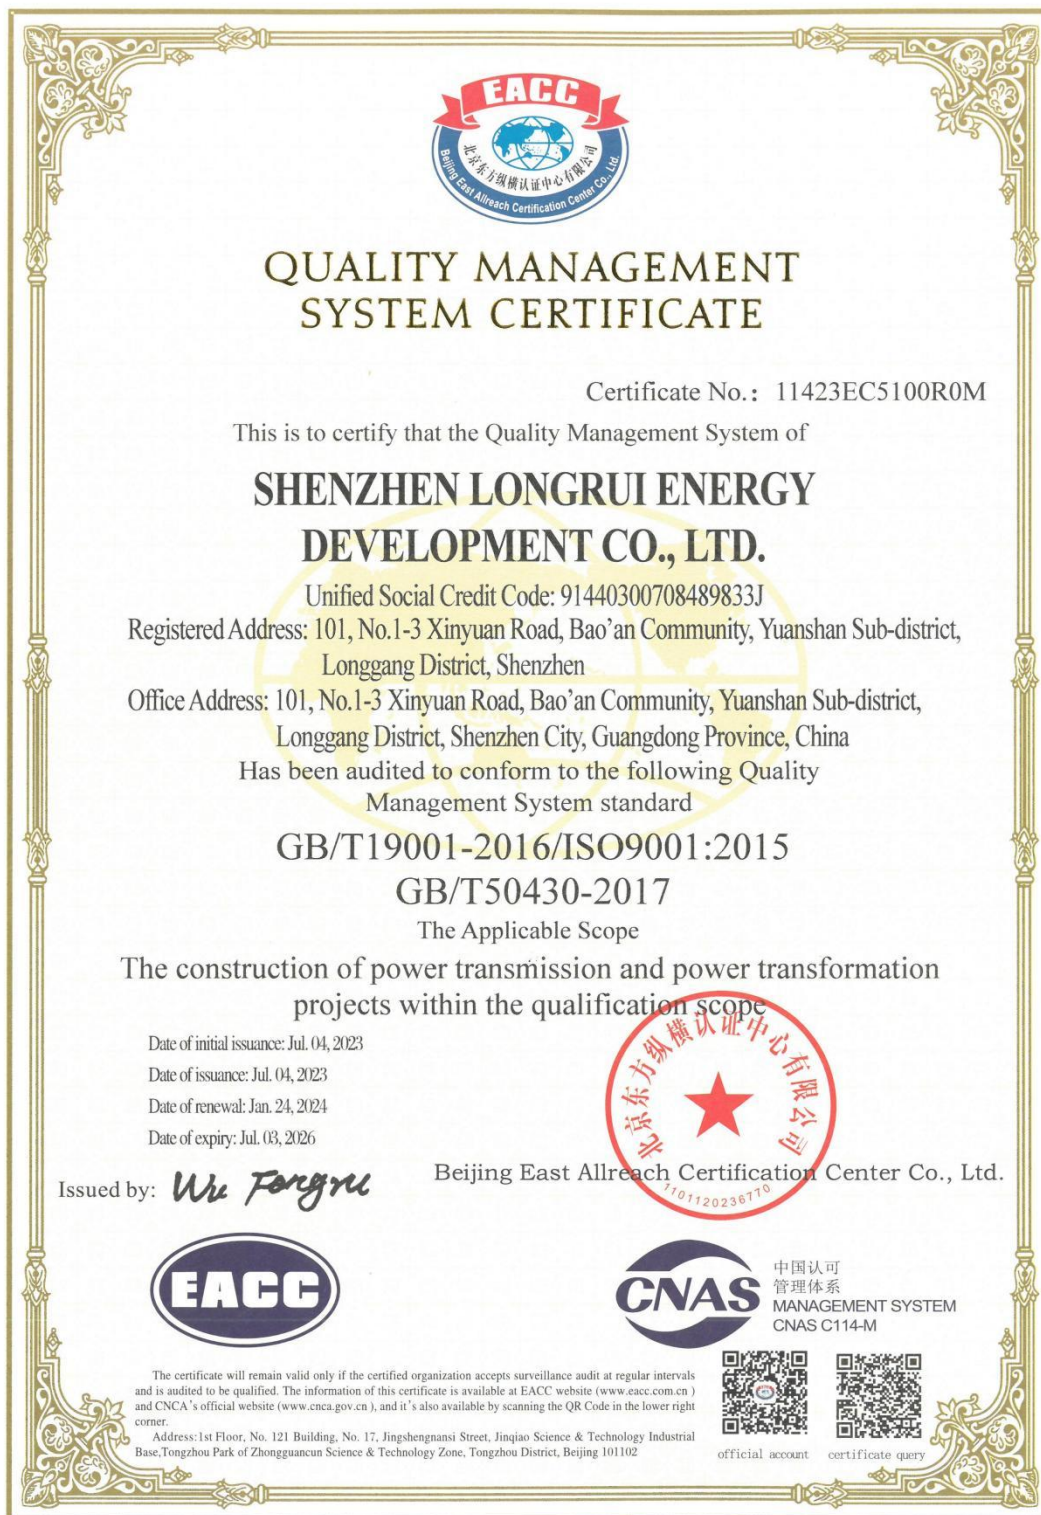 EACC
北京东方纵横认证中心有限公司
Beijing East Allreach Certification Center Co., Ltd.
QUALITY MANAGEMENT
SYSTEM CERTIFICATE
Certificate No.: 11423EC5100R0M
This is to certify that the Quality Management System of
SHENZHEN LONGRUI ENERGY
DEVELOPMENT CO., LTD.
Unified Social Credit Code: 91440300708489833J
Registered Address: 101, No.1-3 Xinyuan Road, Bao'an Community, Yuanshan Sub-district,
Longgang District, Shenzhen
Office Address: 101, No.1-3 Xinyuan Road, Bao'an Community, Yuanshan Sub-district,
Longgang District, Shenzhen City, Guangdong Province, China
Has been audited to conform to the following Quality
Management System standard
GB/T19001-2016/ISO9001:2015
GB/T50430-2017
The Applicable Scope
The construction of power transmission and power transformation
projects within the qualification scope
Date of initial issuance: Jul. 04, 2023
Date of issuance: Jul. 04, 2023
Date of renewal: Jan. 24, 2024
Date of expiry: Jul. 03, 2026
北京东方纵横认证中心有限公司
1101120236770
Issued by: Wu Fengru
Beijing East Allreach Certification Center Co., Ltd.
EACC
CNAS
中国认可
管理体系
MANAGEMENT SYSTEM
CNAS C114-M
The certificate will remain valid only if the certified organization accepts surveillance audit at regular intervals
and is audited to be qualified. The information of this certificate is available at EACC website (www.eacc.com.cn )
and CNCA's official website (www.cnca.gov.cn ), and it's also available by scanning the QR Code in the lower right
corner.
Address:1st Floor, No. 121 Building, No. 17, Jingshengnansi Street, Jinqiao Science & Technology Industrial
Base,Tongzhou Park of Zhongguancun Science & Technology Zone, Tongzhou District, Beijing 101102
official account
certificate query